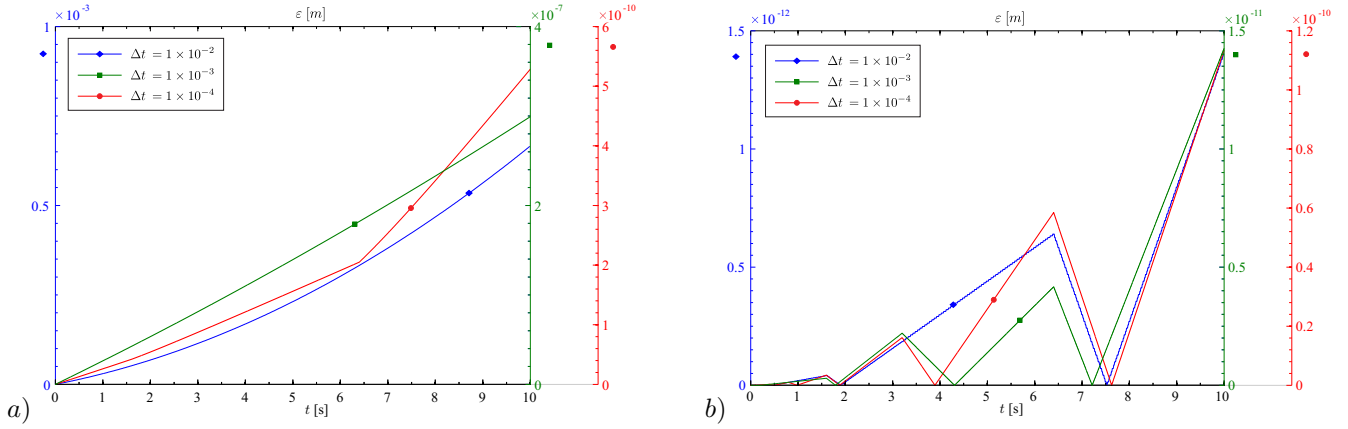 ×10⁻³ ε [m] ×10⁻⁷ ×10⁻¹⁰
1 4 6
Δt = 1 × 10⁻²
Δt = 1 × 10⁻³
Δt = 1 × 10⁻⁴
5
4
0.5 2 3
2
1
0 0 0
0 1 2 3 4 5 6 7 8 9 10
t [s]
a)
×10⁻¹² ε [m] ×10⁻¹¹ ×10⁻¹⁰
1.5 1.5 1.2
Δt = 1 × 10⁻²
Δt = 1 × 10⁻³
Δt = 1 × 10⁻⁴
1.0
1 1 0.8
0.6
0.5 0.5 0.4
0.2
0 0 0
0 1 2 3 4 5 6 7 8 9 10
t [s]
b)